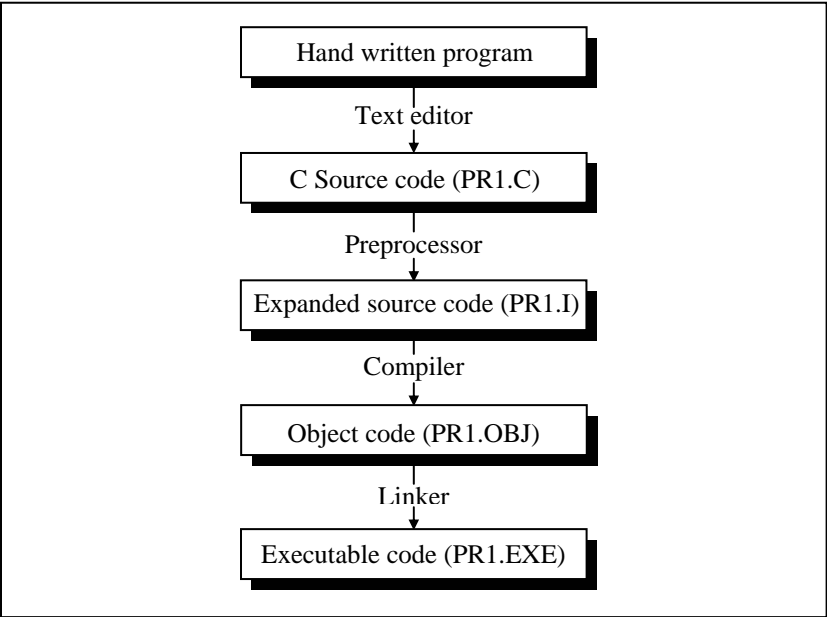 Hand written program
Text editor
C Source code (PR1.C)
Preprocessor
Expanded source code (PR1.I)
Compiler
Object code (PR1.OBJ)
Linker
Executable code (PR1.EXE)